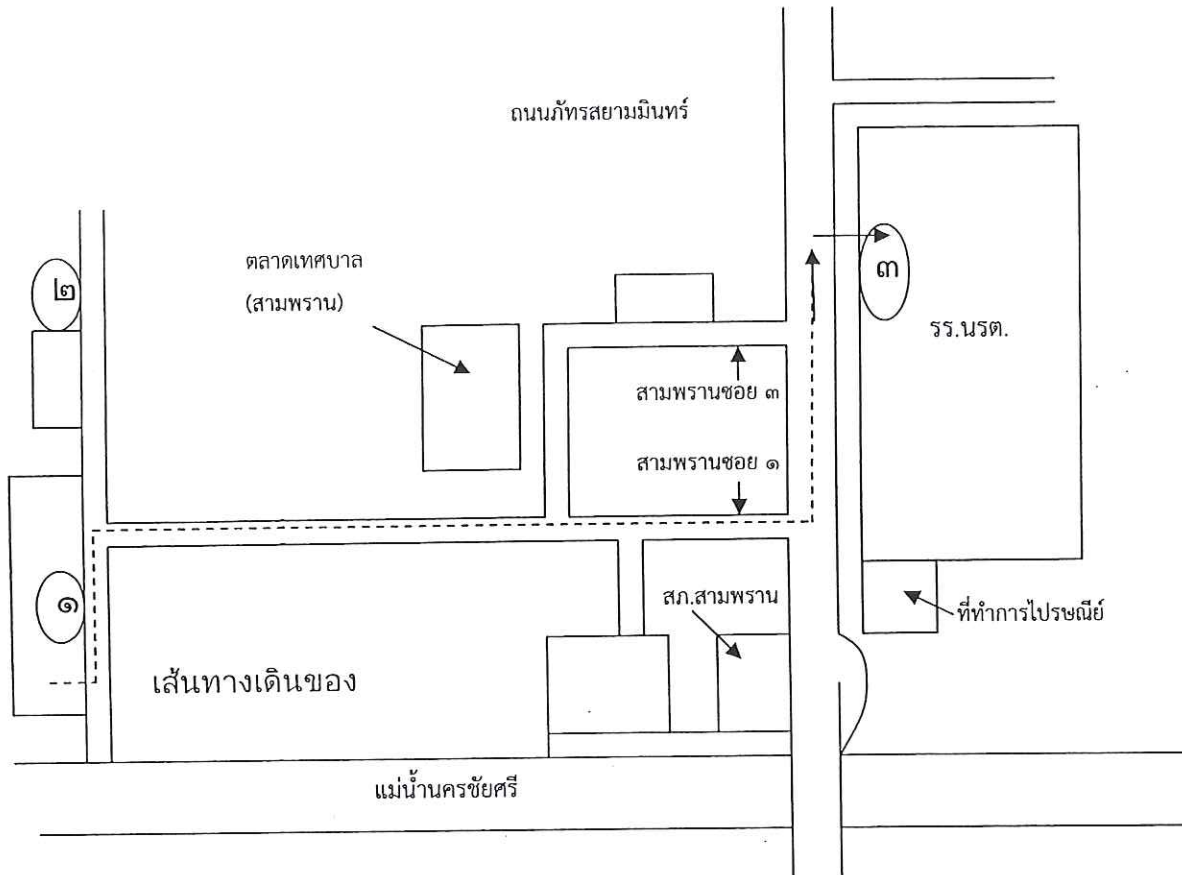 ถนนภัทรสยามมินทร์
ตลาดเทศบาล
(สามพราน)
๒
๓
รร.นรต.
สามพรานซอย ๓
สามพรานซอย ๑
๑
สภ.สามพราน
ที่ทำการไปรษณีย์
เส้นทางเดินของ
แม่น้ำนครชัยศรี